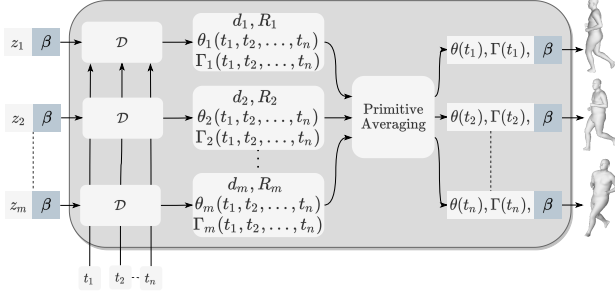 z₁ β
𝒟
d₁, R₁
θ₁(t₁, t₂, . . . , tₙ)
Γ₁(t₁, t₂, . . . , tₙ)
θ(t₁), Γ(t₁), β
z₂ β
𝒟
d₂, R₂
θ₂(t₁, t₂, . . . , tₙ)
Γ₂(t₁, t₂, . . . , tₙ)
Primitive
Averaging
θ(t₂), Γ(t₂), β
zₘ β
𝒟
dₘ, Rₘ
θₘ(t₁, t₂, . . . , tₙ)
Γₘ(t₁, t₂, . . . , tₙ)
θ(tₙ), Γ(tₙ), β
t₁ t₂ tₙ